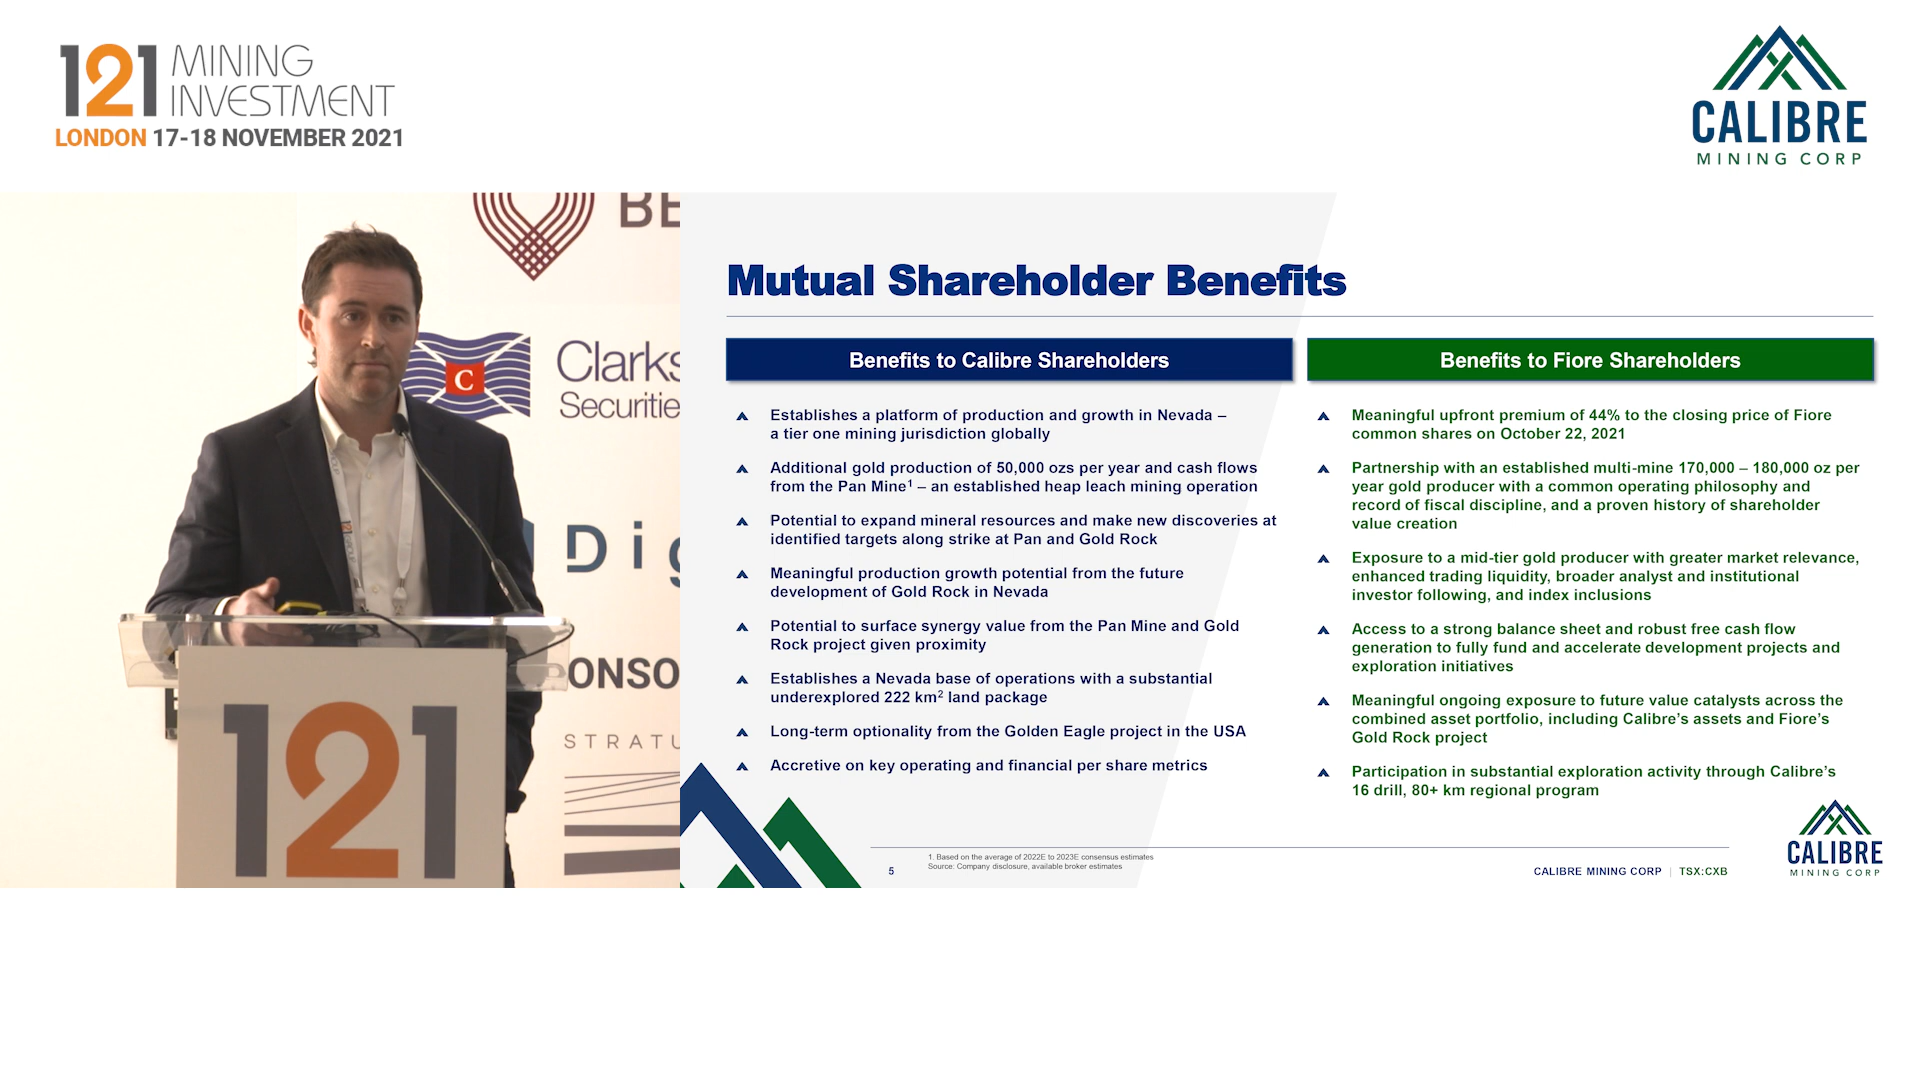 121 MINING
INVESTMENT
LONDON 17-18 NOVEMBER 2021
CALIBRE
MINING CORP
BE
Clarks
Securitie
C
Dig
ONSO
STRATU
121
Mutual Shareholder Benefits
Benefits to Calibre Shareholders
Establishes a platform of production and growth in Nevada –
a tier one mining jurisdiction globally
Additional gold production of 50,000 ozs per year and cash flows
from the Pan Mine¹ – an established heap leach mining operation
Potential to expand mineral resources and make new discoveries at
identified targets along strike at Pan and Gold Rock
Meaningful production growth potential from the future
development of Gold Rock in Nevada
Potential to surface synergy value from the Pan Mine and Gold
Rock project given proximity
Establishes a Nevada base of operations with a substantial
underexplored 222 km² land package
Long-term optionality from the Golden Eagle project in the USA
Accretive on key operating and financial per share metrics
Benefits to Fiore Shareholders
Meaningful upfront premium of 44% to the closing price of Fiore
common shares on October 22, 2021
Partnership with an established multi-mine 170,000 – 180,000 oz per
year gold producer with a common operating philosophy and
record of fiscal discipline, and a proven history of shareholder
value creation
Exposure to a mid-tier gold producer with greater market relevance,
enhanced trading liquidity, broader analyst and institutional
investor following, and index inclusions
Access to a strong balance sheet and robust free cash flow
generation to fully fund and accelerate development projects and
exploration initiatives
Meaningful ongoing exposure to future value catalysts across the
combined asset portfolio, including Calibre’s assets and Fiore’s
Gold Rock project
Participation in substantial exploration activity through Calibre’s
16 drill, 80+ km regional program
5
1. Based on the average of 2022E to 2023E consensus estimates
Source: Company disclosure, available broker estimates
CALIBRE MINING CORP | TSX:CXB
CALIBRE
MINING CORP